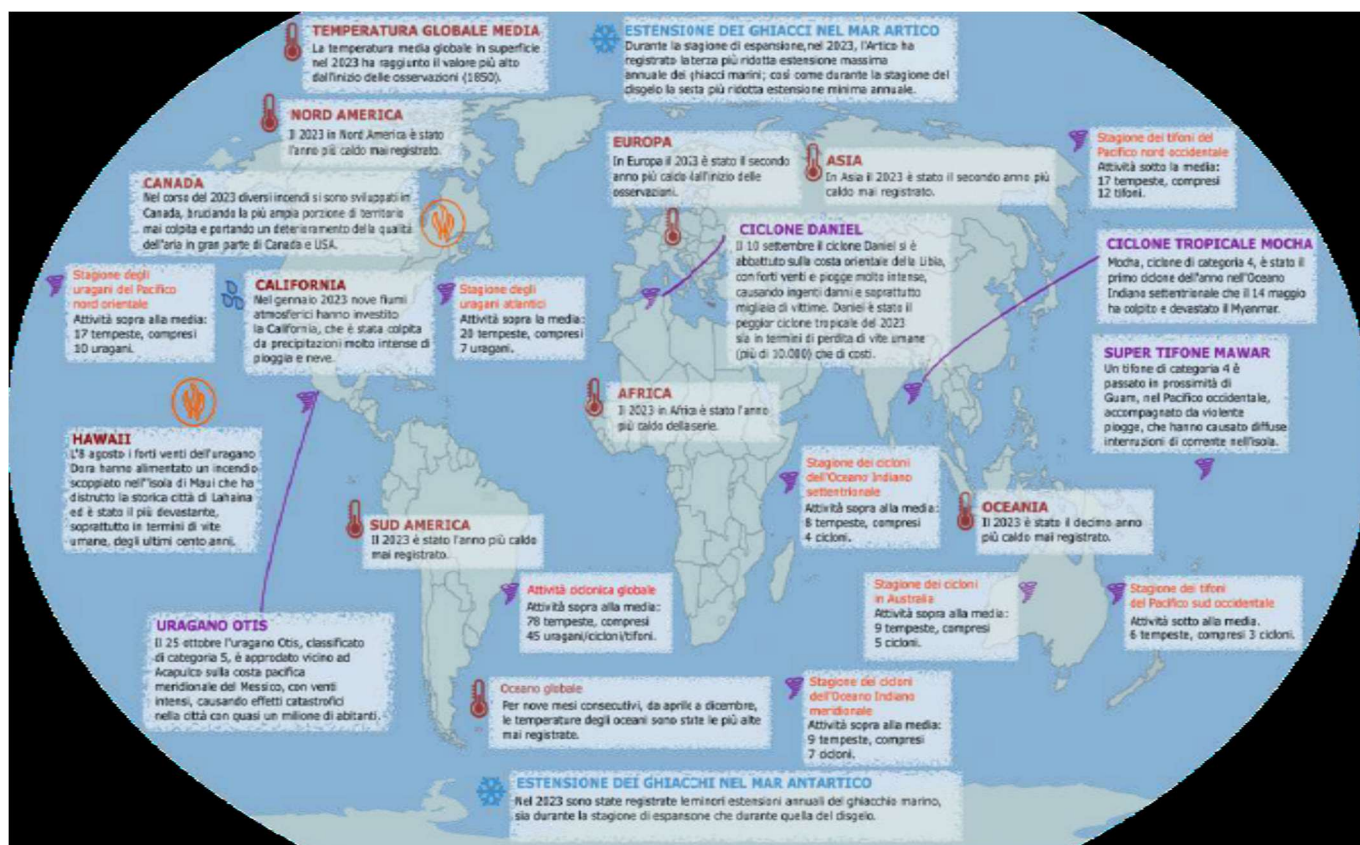 TEMPERATURA GLOBALE MEDIA
La temperatura media globale in superficie
nel 2023 ha raggiunto il valore più alto
dall'inizio delle osservazioni (1850).
ESTENSIONE DEI GHIACCI NEL MAR ARTICO
Durante la stagione di espansione, nel 2023, l'Artico ha
registrato la terza più ridotta estensione massima
annuale dei ghiacci marini; così come durante la stagione del
disgelo la sesta più ridotta estensione minima annuale.
NORD AMERICA
Il 2023 in Nord America è stato
l'anno più caldo mai registrato.
EUROPA
In Europa il 2023 è stato il secondo
anno più caldo dall'inizio delle
osservazioni.
ASIA
In Asia il 2023 è stato il secondo anno più
caldo mai registrato.
Stagione dei tifoni del
Pacifico nord occidentale
Attività sotto la media:
17 tempeste, compresi
12 tifoni.
CANADA
Nel corso del 2023 diversi incendi si sono sviluppati in
Canada, bruciando la più ampia porzione di territorio
mai colpita e portando un deterioramento della qualità
dell'aria in gran parte di Canada e USA.
CICLONE DANIEL
Il 10 settembre il ciclone Daniel si è
abbattuto sulla costa orientale della Libia,
con forti venti e piogge molto intense,
causando ingenti danni e soprattutto
migliaia di vittime. Daniel è stato il
peggior ciclone tropicale del 2023
sia in termini di perdita di vite umane
(più di 10.000) che di costi.
CICLONE TROPICALE MOCHA
Mocha, ciclone di categoria 4, è stato il
primo ciclone dell'anno nell'Oceano
Indiano settentrionale che il 14 maggio
ha colpito e devastato il Myanmar.
Stagione degli
uragani del Pacifico
nord orientale
Attività sopra alla media:
17 tempeste, compresi
10 uragani.
CALIFORNIA
Nel gennaio 2023 nove fiumi
atmosferici hanno investito
la California, che è stata colpita
da precipitazioni molto intense di
pioggia e neve.
Stagione degli
uragani atlantici
Attività sopra la media:
20 tempeste, compresi
7 uragani.
SUPER TIFONE MAWAR
Un tifone di categoria 4 è
passato in prossimità di
Guam, nel Pacifico occidentale,
accompagnato da violente
piogge, che hanno causato diffuse
interruzioni di corrente nell'isola.
AFRICA
Il 2023 in Africa è stato l'anno
più caldo della serie.
HAWAII
L'8 agosto i forti venti dell'uragano
Dora hanno alimentato un incendio
scoppiato nell'isola di Maui che ha
distrutto la storica città di Lahaina
ed è stato il più devastante,
soprattutto in termini di vite
umane, degli ultimi cento anni.
Stagione dei cicloni
dell'Oceano Indiano
settentrionale
Attività sopra alla media:
8 tempeste, compresi
4 cicloni.
OCEANIA
Il 2023 è stato il decimo anno
più caldo mai registrato.
SUD AMERICA
Il 2023 è stato l'anno più caldo
mai registrato.
Attività ciclonica globale
Attività sopra alla media:
78 tempeste, compresi
45 uragani/cicloni/tifoni.
Stagione dei cicloni
in Australia
Attività sopra alla media:
9 tempeste, compresi
5 cicloni.
Stagione dei tifoni
del Pacifico sud occidentale
Attività sotto alla media.
6 tempeste, compresi 3 cicloni.
URAGANO OTIS
Il 25 ottobre l'uragano Otis, classificato
di categoria 5, è approdato vicino ad
Acapulco sulla costa pacifica
meridionale del Messico, con venti
intensi, causando effetti catastrofici
nella città con quasi un milione di abitanti.
Oceano globale
Per nove mesi consecutivi, da aprile a dicembre,
le temperature degli oceani sono state le più alte
mai registrate.
Stagione dei cicloni
dell'Oceano Indiano
meridionale
Attività sopra alla media:
9 tempeste, compresi
7 cicloni.
ESTENSIONE DEI GHIACCHI NEL MAR ANTARTICO
Nel 2023 sono state registrate le minori estensioni annuali del ghiacchio marino,
sia durante la stagione di espansone che durante quella del disgelo.